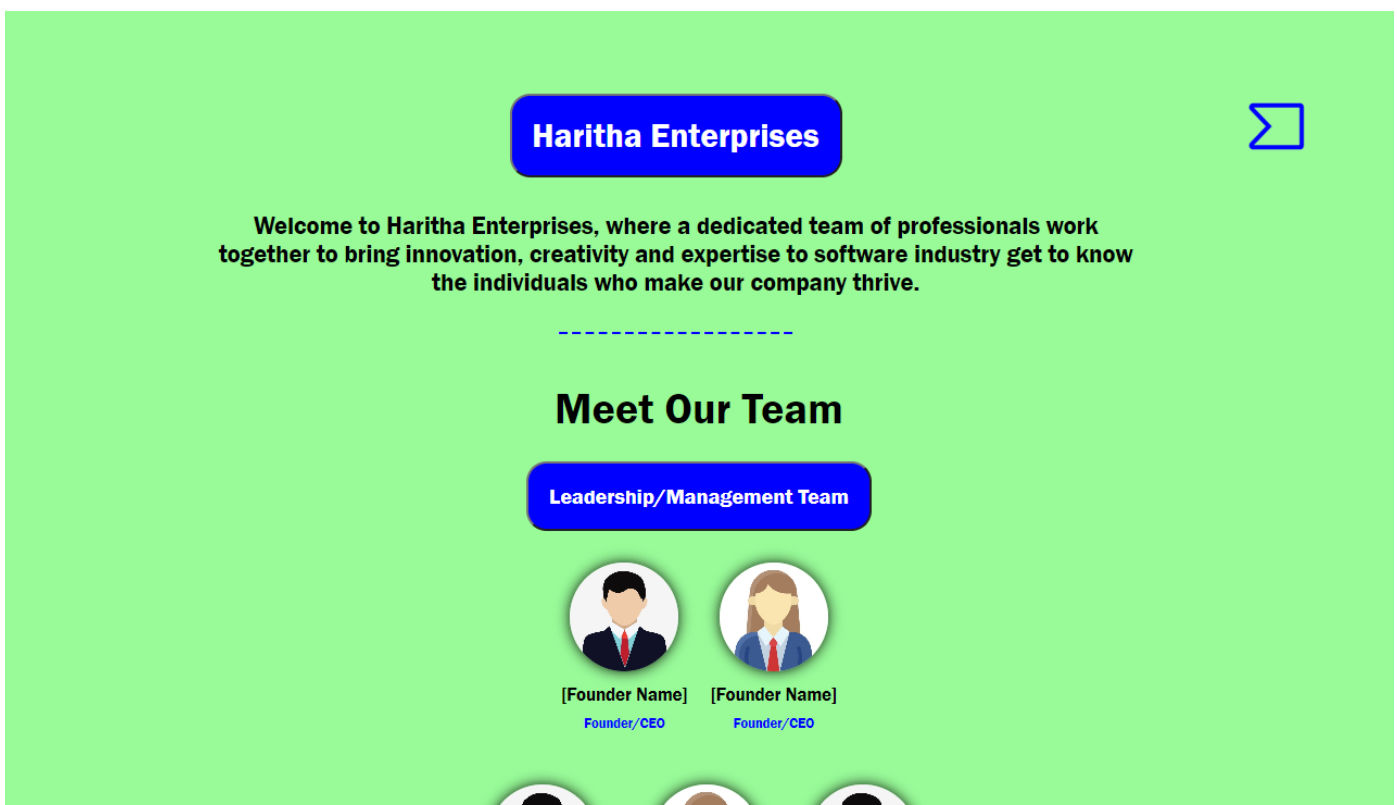 Haritha Enterprises
Welcome to Haritha Enterprises, where a dedicated team of professionals work
together to bring innovation, creativity and expertise to software industry get to know
the individuals who make our company thrive.
------------------
Meet Our Team
Leadership/Management Team
[Founder Name] [Founder Name]
Founder/CEO Founder/CEO